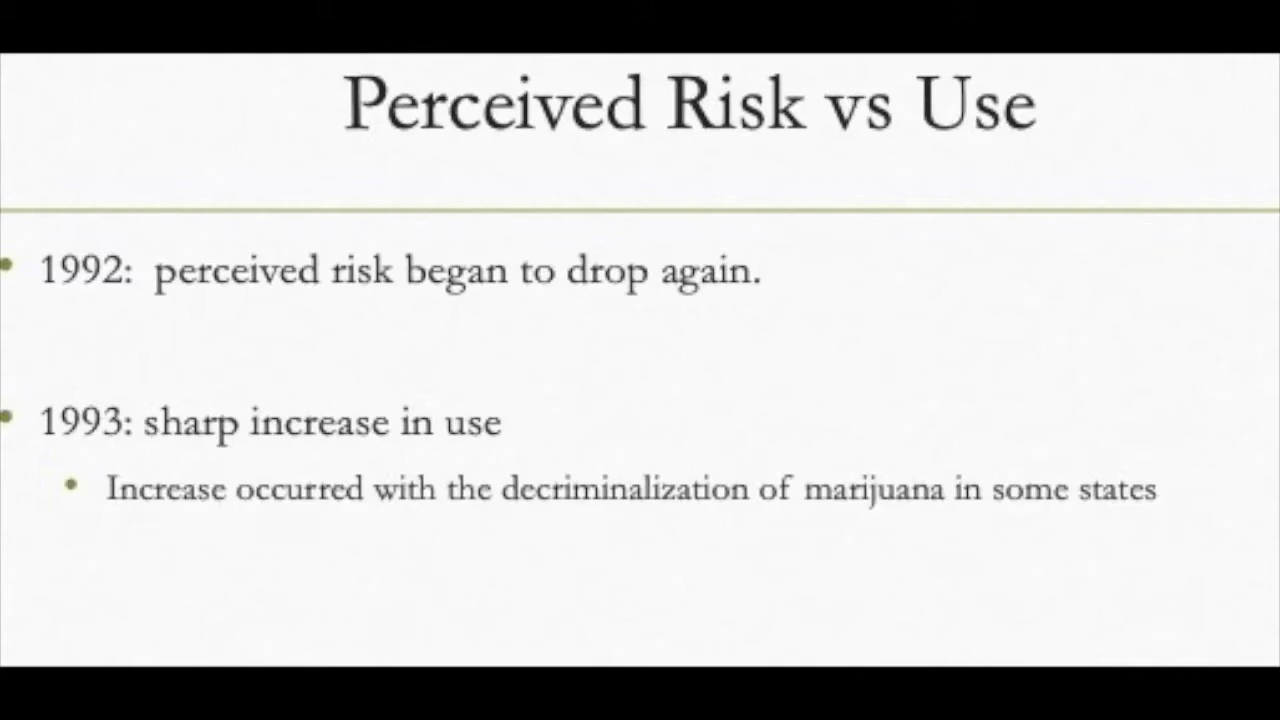 Perceived Risk vs Use
• 1992: perceived risk began to drop again.
• 1993: sharp increase in use
• Increase occurred with the decriminalization of marijuana in some states